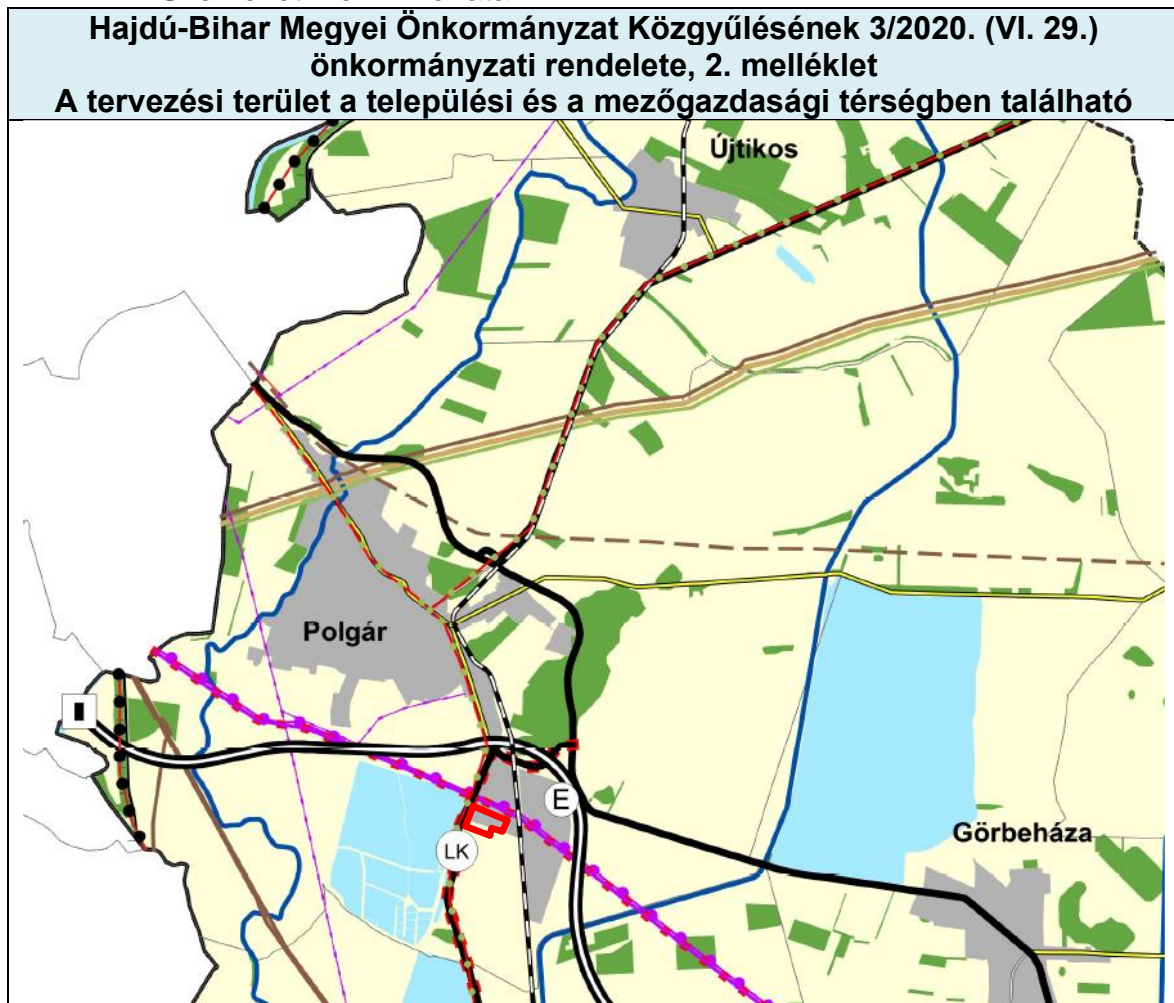 Hajdú-Bihar Megyei Önkormányzat Közgyűlésének 3/2020. (VI. 29.)
önkormányzati rendelete, 2. melléklet
A tervezési terület a települési és a mezőgazdasági térségben található
Újtikos
Polgár
E
Görbeháza
LK